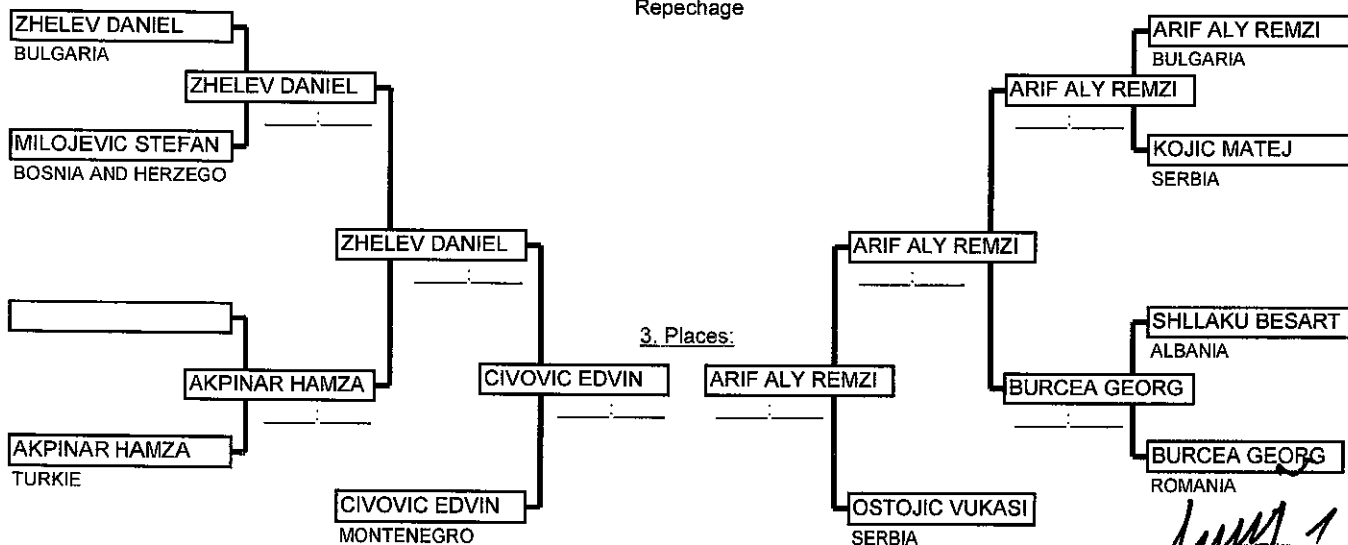 Repechage
ZHELEV DANIEL
BULGARIA
ZHELEV DANIEL
MILOJEVIC STEFAN
BOSNIA AND HERZEGO
ZHELEV DANIEL
AKPINAR HAMZA
AKPINAR HAMZA
TURKIE
CIVOVIC EDVIN
CIVOVIC EDVIN
MONTENEGRO
3. Places:
ARIF ALY REMZI
BULGARIA
ARIF ALY REMZI
KOJIC MATEJ
SERBIA
ARIF ALY REMZI
SHLLAKU BESART
ALBANIA
ARIF ALY REMZI
BURCEA GEORG
BURCEA GEORG
ROMANIA
OSTOJIC VUKASI
SERBIA